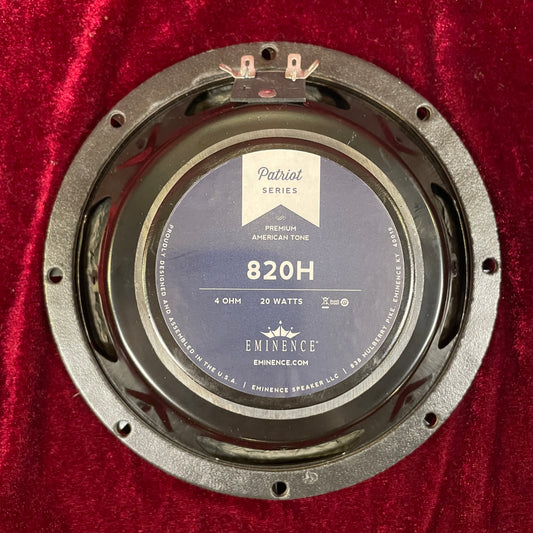 Patriot
SERIES
PREMIUM
AMERICAN TONE
820H
4 OHM 20 WATTS
EMINENCE
EMINENCE.COM
PROUDLY DESIGNED AND ASSEMBLED IN THE U.S.A. | EMINENCE SPEAKER LLC | 838 MULBERRY PIKE, EMINENCE KY 40019